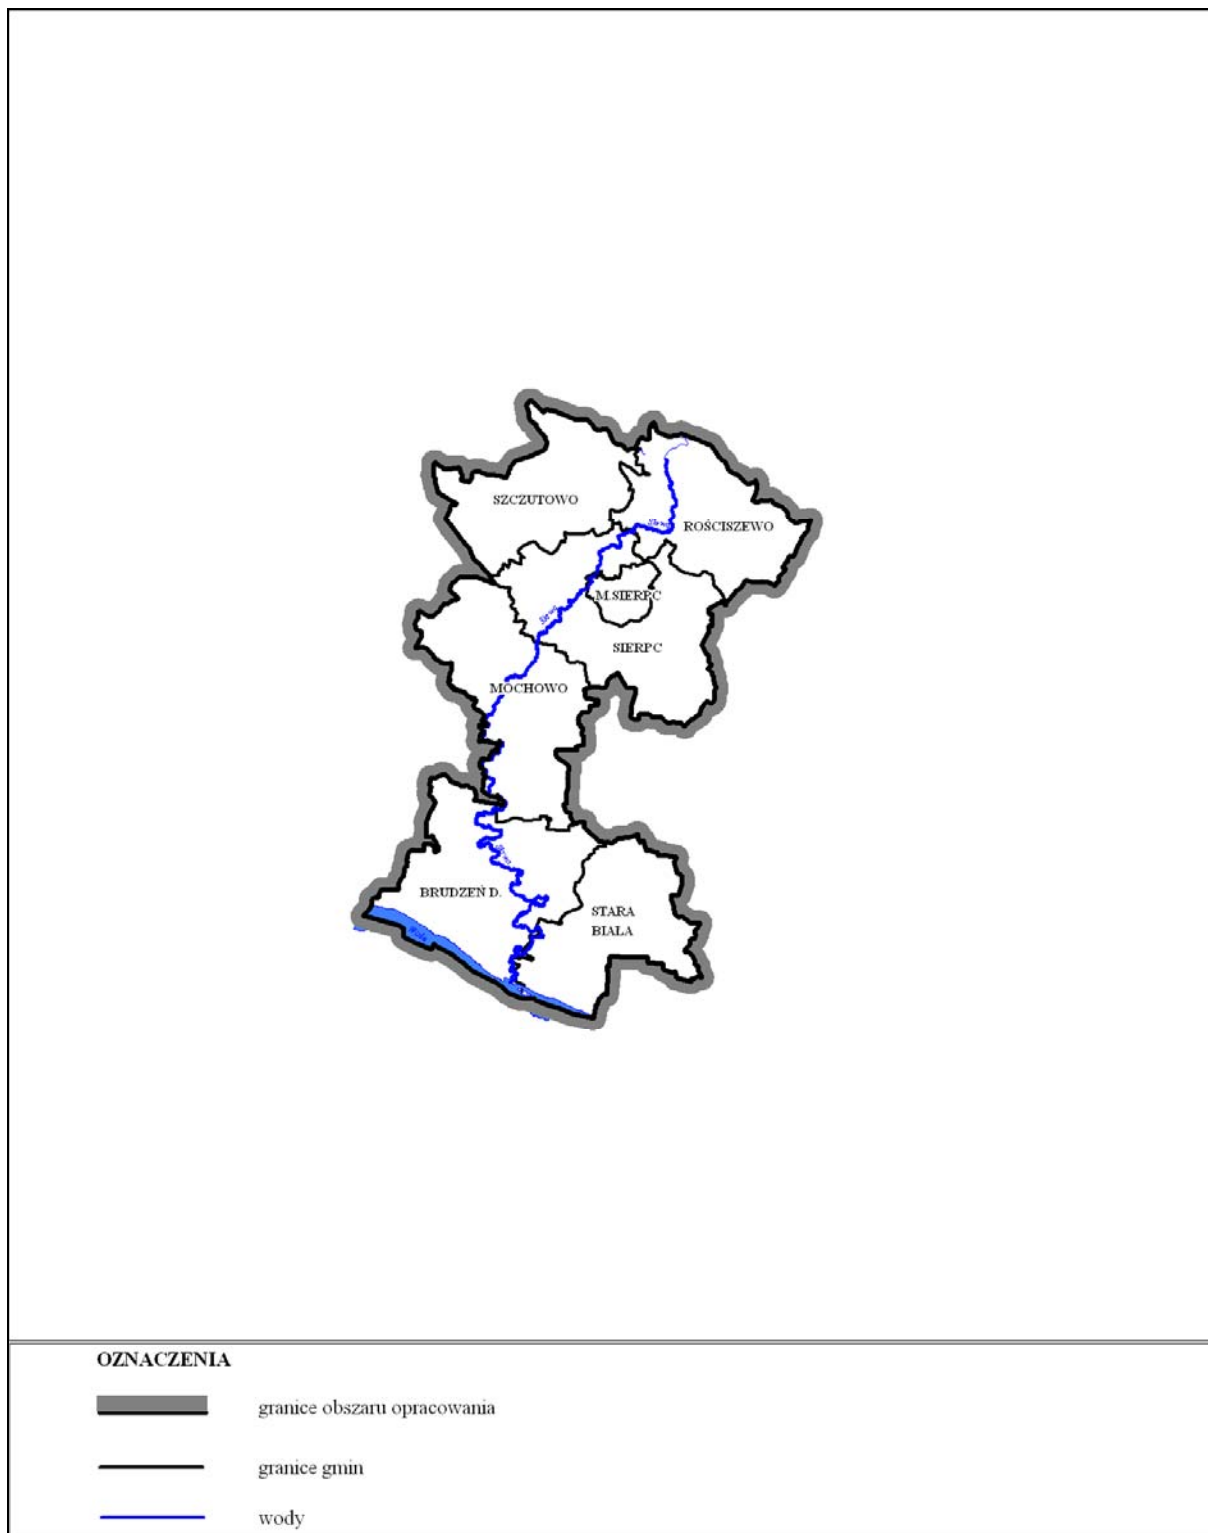 SZCZUTOWO
ROŚCISZEWO
M.SIERPC
SIERPC
MOCHOWO
BRUDZEŃ D.
STARA
BIAŁA
OZNACZENIA
granice obszaru opracowania
granice gmin
wody